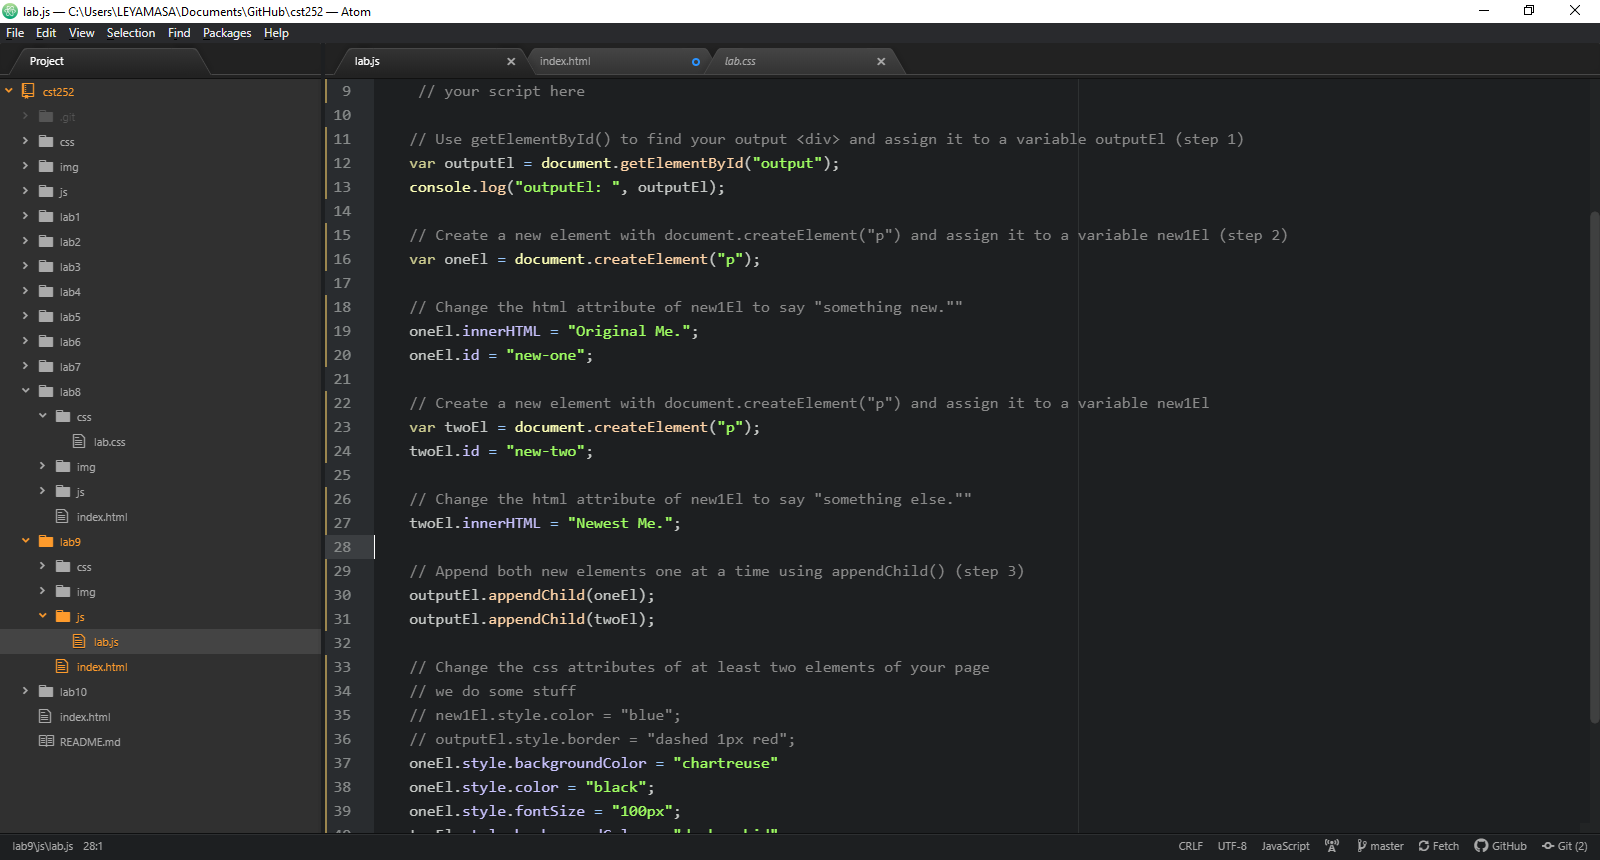 lab.js — C:\Users\LEYAMASA\Documents\GitHub\cst252 — Atom
File Edit View Selection Find Packages Help
Project
cst252
.git
css
img
js
lab1
lab2
lab3
lab4
lab5
lab6
lab7
lab8
css
lab.css
img
js
index.html
lab9
css
img
js
lab.js
index.html
lab10
index.html
README.md
lab.js index.html lab.css
9 // your script here
10
11 // Use getElementById() to find your output <div> and assign it to a variable outputEl (step 1)
12 var outputEl = document.getElementById("output");
13 console.log("outputEl: ", outputEl);
14
15 // Create a new element with document.createElement("p") and assign it to a variable new1El (step 2)
16 var oneEl = document.createElement("p");
17
18 // Change the html attribute of new1El to say "something new.""
19 oneEl.innerHTML = "Original Me.";
20 oneEl.id = "new-one";
21
22 // Create a new element with document.createElement("p") and assign it to a variable new1El
23 var twoEl = document.createElement("p");
24 twoEl.id = "new-two";
25
26 // Change the html attribute of new1El to say "something else.""
27 twoEl.innerHTML = "Newest Me.";
28
29 // Append both new elements one at a time using appendChild() (step 3)
30 outputEl.appendChild(oneEl);
31 outputEl.appendChild(twoEl);
32
33 // Change the css attributes of at least two elements of your page
34 // we do some stuff
35 // new1El.style.color = "blue";
36 // outputEl.style.border = "dashed 1px red";
37 oneEl.style.backgroundColor = "chartreuse"
38 oneEl.style.color = "black";
39 oneEl.style.fontSize = "100px";
lab9\js\lab.js 28:1 CRLF UTF-8 JavaScript master Fetch GitHub Git (2)